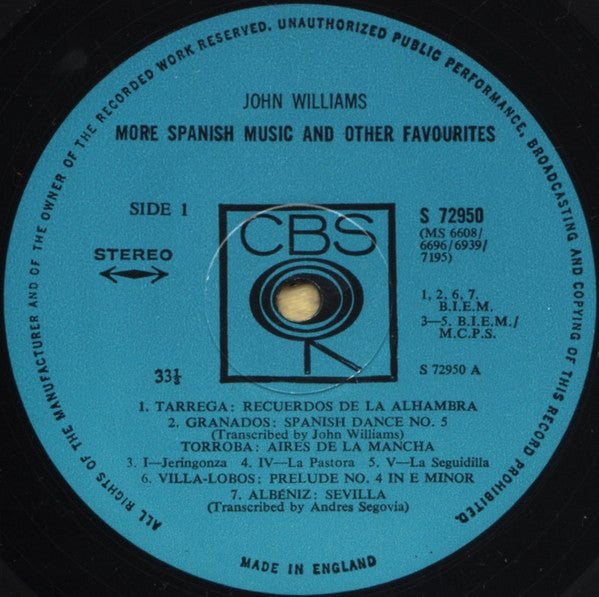 ALL RIGHTS OF THE MANUFACTURER AND OF THE OWNER OF THE RECORDED WORK RESERVED. UNAUTHORIZED PUBLIC PERFORMANCE, BROADCASTING AND COPYING OF THIS RECORD PROHIBITED.
JOHN WILLIAMS
MORE SPANISH MUSIC AND OTHER FAVOURITES
SIDE 1
STEREO
CBS
S 72950
(MS 6608/
6696/6939/
7195)
1, 2, 6, 7.
B.I.E.M.
3—5. B.I.E.M./
M.C.P.S.
33⅓
S 72950 A
1. TARREGA: RECUERDOS DE LA ALHAMBRA
2. GRANADOS: SPANISH DANCE NO. 5
(Transcribed by John Williams)
TORROBA: AIRES DE LA MANCHA
3. I—Jeringonza 4. IV—La Pastora 5. V—La Seguidílla
6. VILLA-LOBOS: PRELUDE NO. 4 IN E MINOR
7. ALBÉNIZ: SEVILLA
(Transcribed by Andres Segovia)
MADE IN ENGLAND